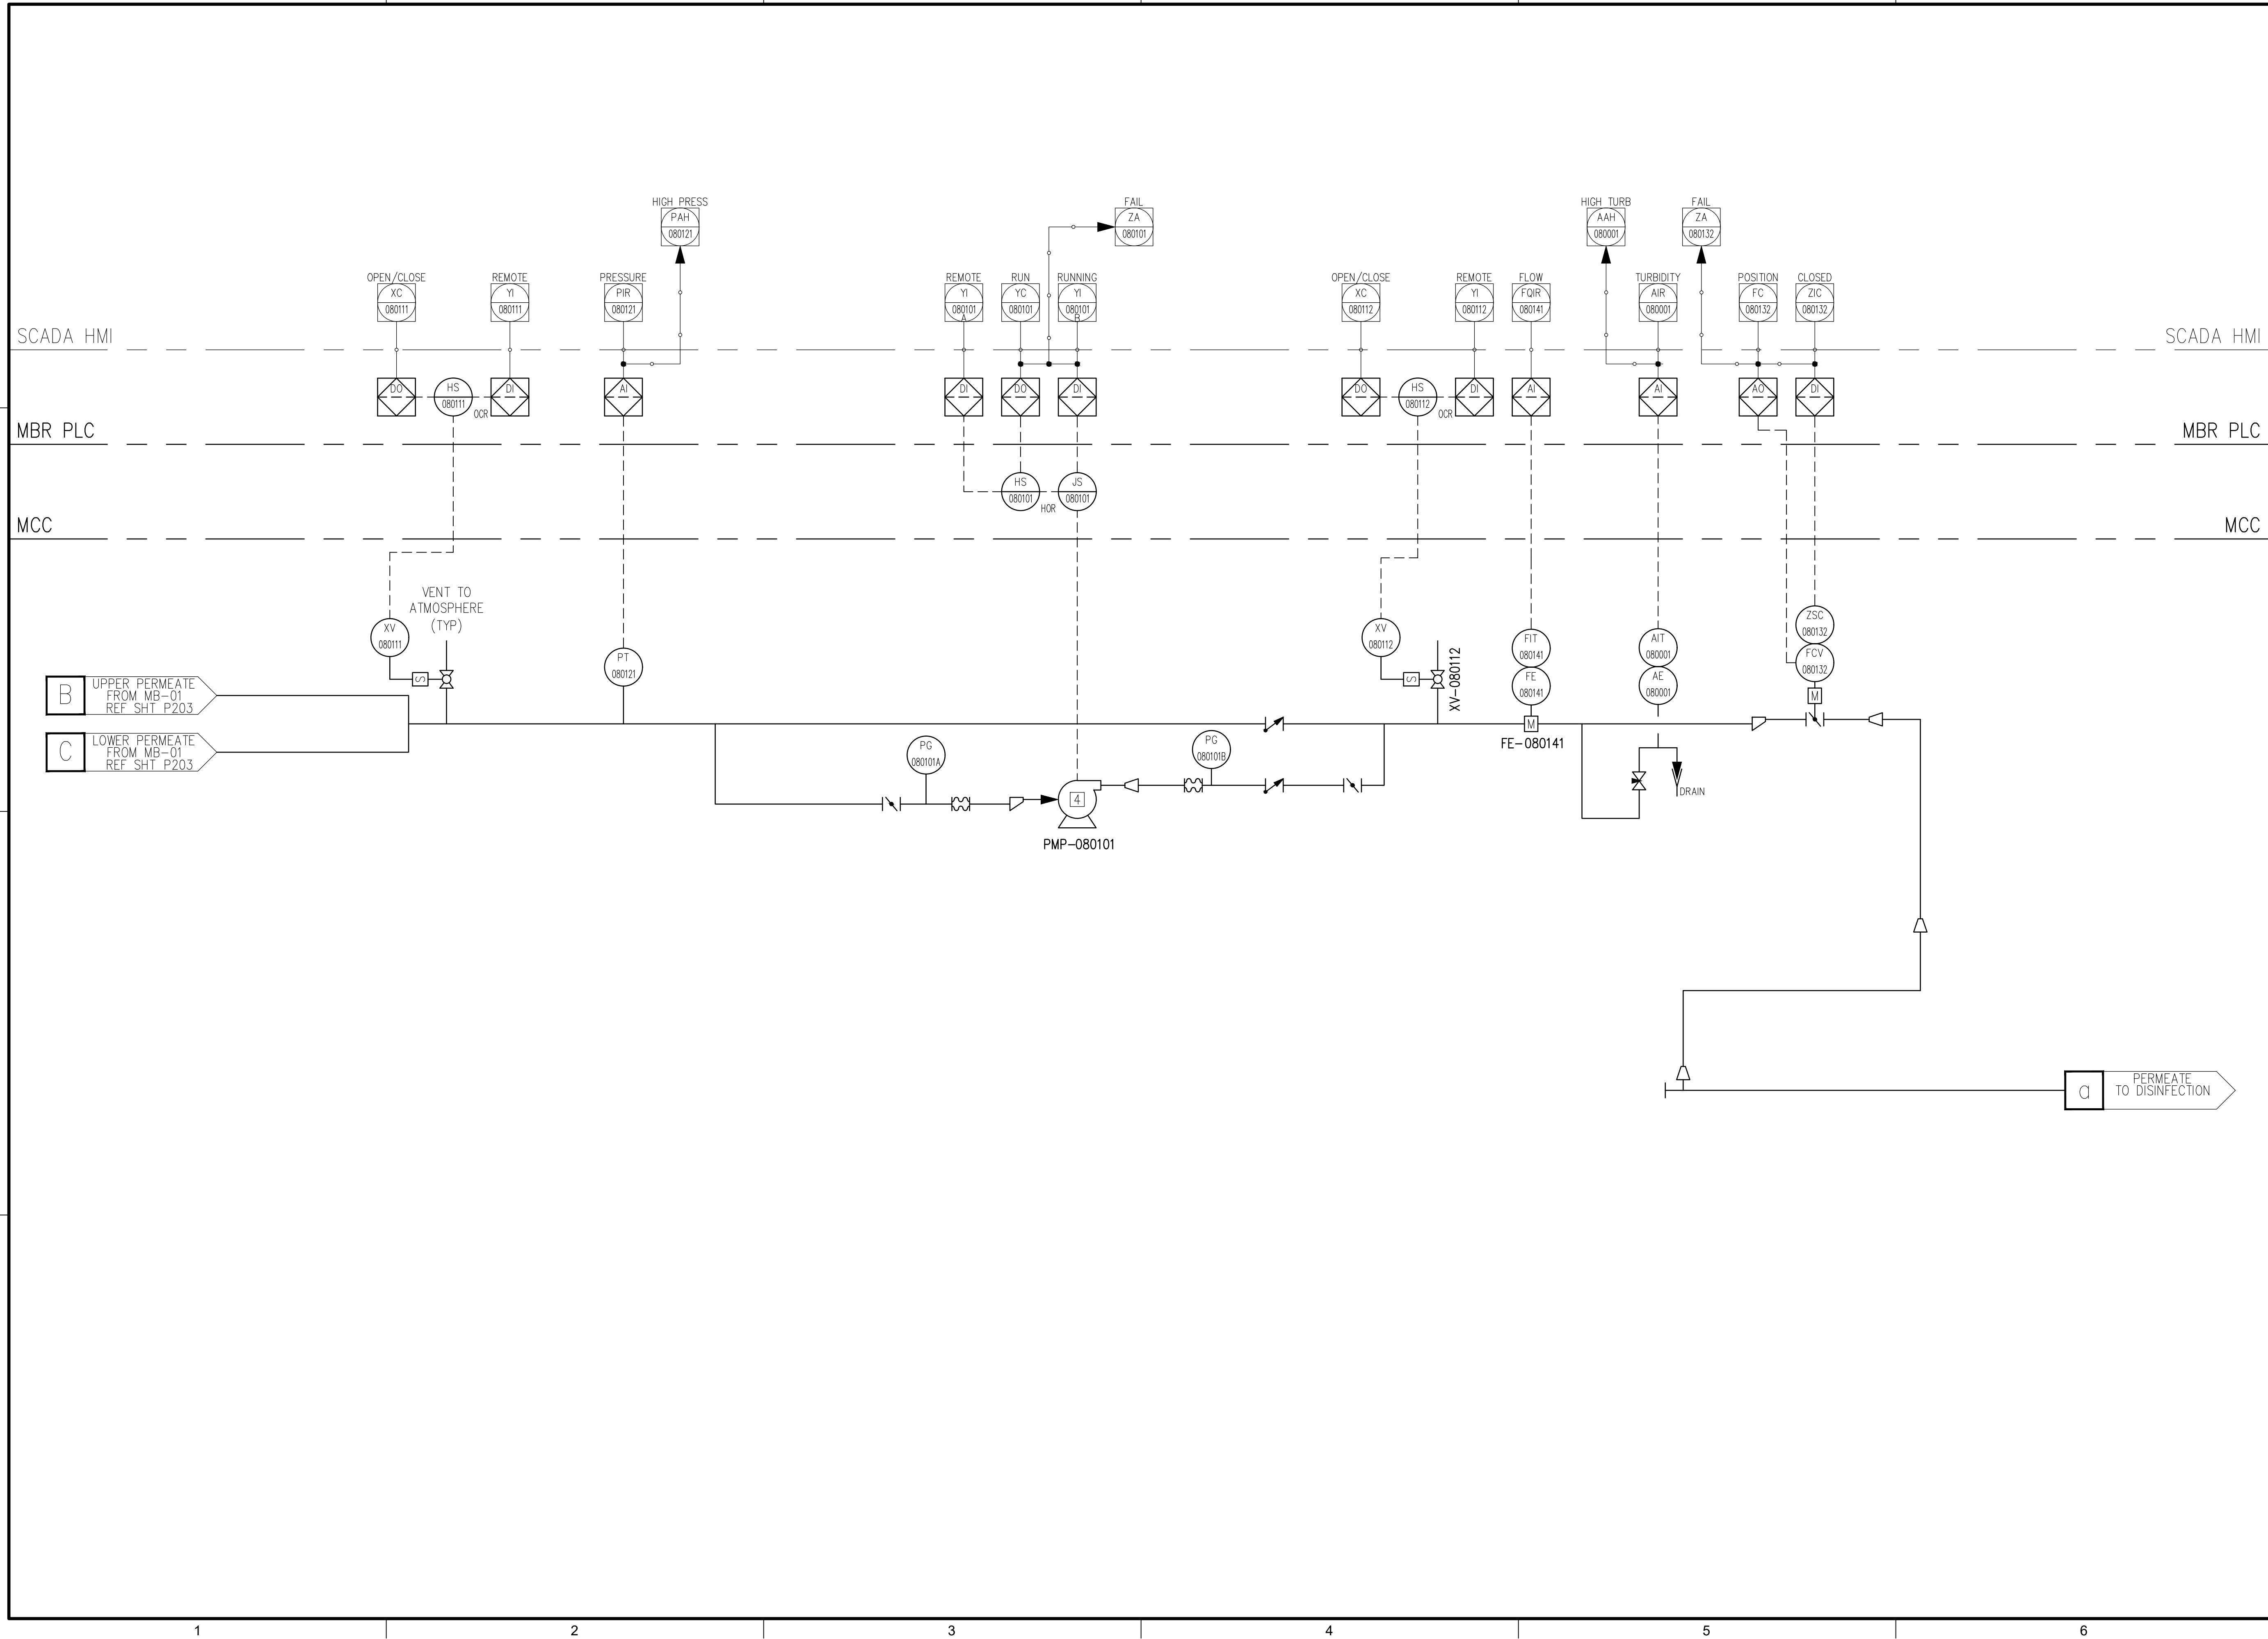 HIGH PRESS
PAH
080121
FAIL
ZA
080101
HIGH TURB
AAH
080001
FAIL
ZA
080132
OPEN/CLOSE
XC
080111
REMOTE
YI
080111
PRESSURE
PIR
080121
REMOTE
YI
080101
A
RUN
YC
080101
RUNNING
YI
080101
B
OPEN/CLOSE
XC
080112
REMOTE
YI
080112
FLOW
FQIR
080141
TURBIDITY
AIR
080001
POSITION
FC
080132
CLOSED
ZIC
080132
SCADA HMI
SCADA HMI
DO
HS
080111
OCR
DI
AI
DI
DO
DI
DO
HS
080112
OCR
DI
AI
AI
AO
DI
MBR PLC
MBR PLC
HS
080101
HOR
JS
080101
MCC
MCC
VENT TO
ATMOSPHERE
(TYP)
XV
080111
S
PT
080121
XV
080112
S
XV-080112
FIT
080141
FE
080141
M
FE-080141
AIT
080001
AE
080001
ZSC
080132
FCV
080132
M
B
UPPER PERMEATE
FROM MB-01
REF SHT P203
C
LOWER PERMEATE
FROM MB-01
REF SHT P203
PG
080101A
PG
080101B
4
PMP-080101
DRAIN
a
PERMEATE
TO DISINFECTION
1
2
3
4
5
6